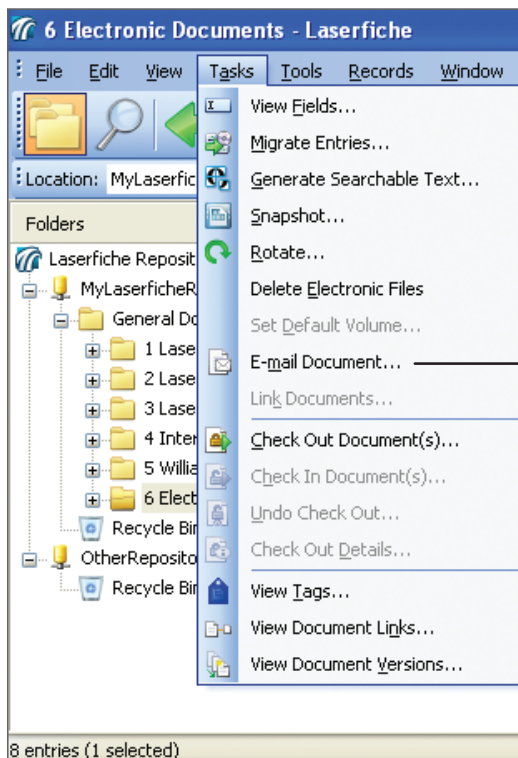 6 Electronic Documents - Laserfiche
File Edit View Tasks Tools Records Window
Location: MyLaserfic
Folders
Laserfiche Reposit
MyLaserficheR
General Do
1 Lase
2 Lase
3 Lase
4 Inter
5 Willia
6 Elect
Recycle Bin
OtherReposito
Recycle Bin
View Fields...
Migrate Entries...
Generate Searchable Text...
Snapshot...
Rotate...
Delete Electronic Files
Set Default Volume...
E-mail Document...
Link Documents...
Check Out Document(s)...
Check In Document(s)...
Undo Check Out...
Check Out Details...
View Tags...
View Document Links...
View Document Versions...
8 entries (1 selected)